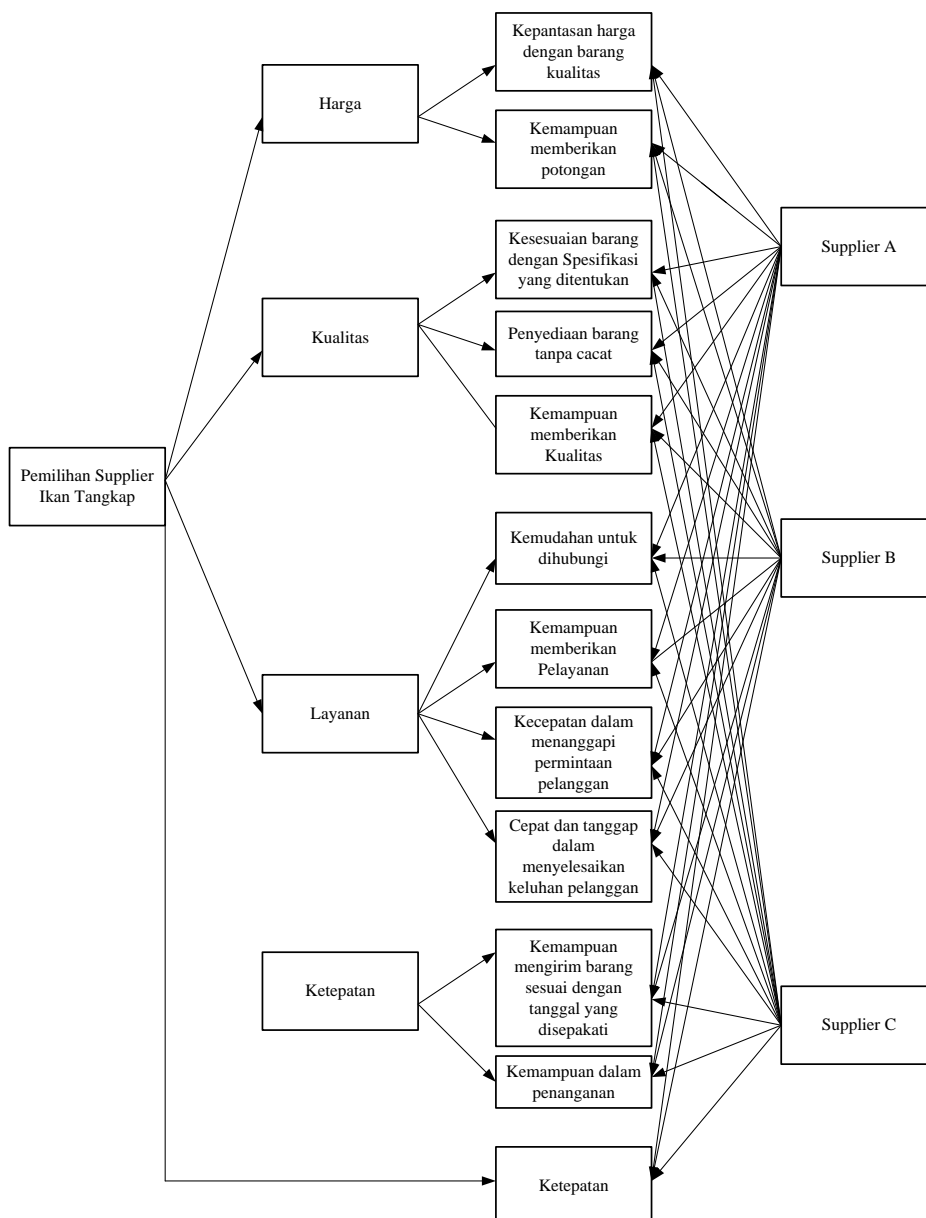 Pemilihan Supplier
Ikan Tangkap
Harga
Kualitas
Layanan
Ketepatan
Kepantasan harga
dengan barang
kualitas
Kemampuan
memberikan
potongan
Kesesuaian barang
dengan Spesifikasi
yang ditentukan
Penyediaan barang
tanpa cacat
Kemampuan
memberikan
Kualitas
Kemudahan untuk
dihubungi
Kemampuan
memberikan
Pelayanan
Kecepatan dalam
menanggapi
permintaan
pelanggan
Cepat dan tanggap
dalam
menyelesaikan
keluhan pelanggan
Kemampuan
mengirim barang
sesuai dengan
tanggal yang
disepakati
Kemampuan dalam
penanganan
Ketepatan
Supplier A
Supplier B
Supplier C